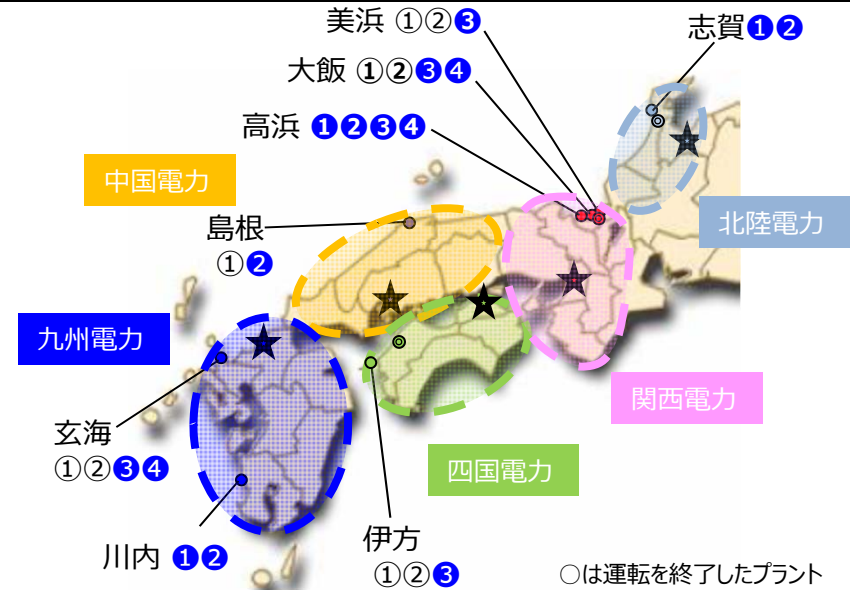 美浜 ①②❸
志賀❶❷
大飯 ①②❸❹
高浜 ❶❷❸❹
中国電力
北陸電力
島根
①❷
九州電力
関西電力
玄海
①②❸❹
四国電力
伊方
①②❸
川内 ❶❷
○は運転を終了したプラント